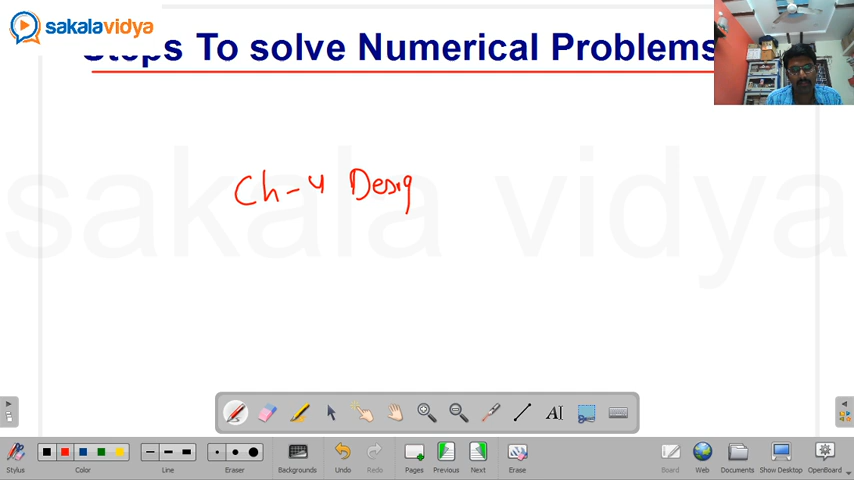 sakalavidya
Steps To solve Numerical Problems
Ch-4 Desig
sakala vidya
Stylus
Color
Line
Eraser
Backgrounds
Undo
Redo
Pages
Previous
Next
Erase
Board
Web
Documents
Show Desktop
OpenBoard